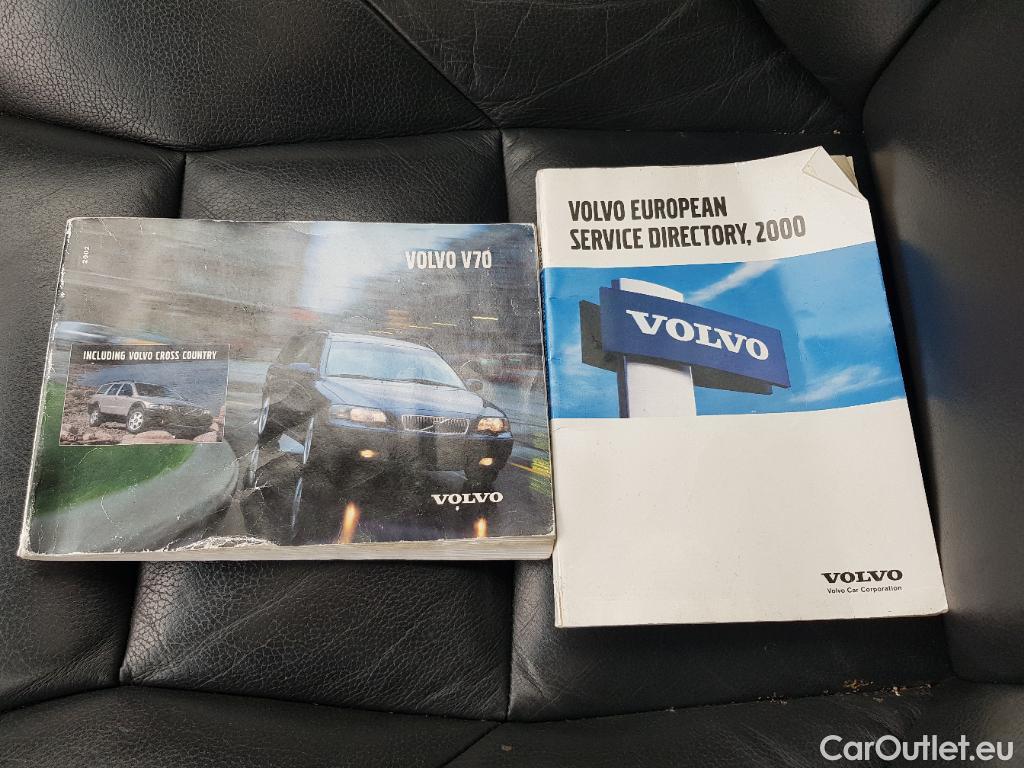 2002
VOLVO V70
INCLUDING VOLVO CROSS COUNTRY
VOLVO
VOLVO EUROPEAN
SERVICE DIRECTORY, 2000
VOLVO
VOLVO
Volvo Car Corporation
CarOutlet.eu